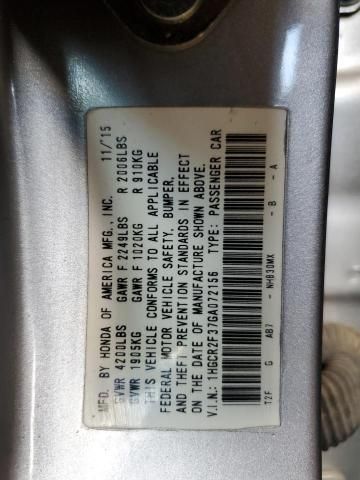 MFD. BY HONDA OF AMERICA MFG., INC. 11/'15
GVWR 4200LBS GAWR F 2249LBS R 2006LBS
GVWR 1905KG GAWR F 1020KG R 910KG
THIS VEHICLE CONFORMS TO ALL APPLICABLE
FEDERAL MOTOR VEHICLE SAFETY, BUMPER,
AND THEFT PREVENTION STANDARDS IN EFFECT
ON THE DATE OF MANUFACTURE SHOWN ABOVE.
V.I.N.: 1HGCR2F37GA072156 TYPE: PASSENGER CAR
T2F G AB7 - NH830MX - B - A